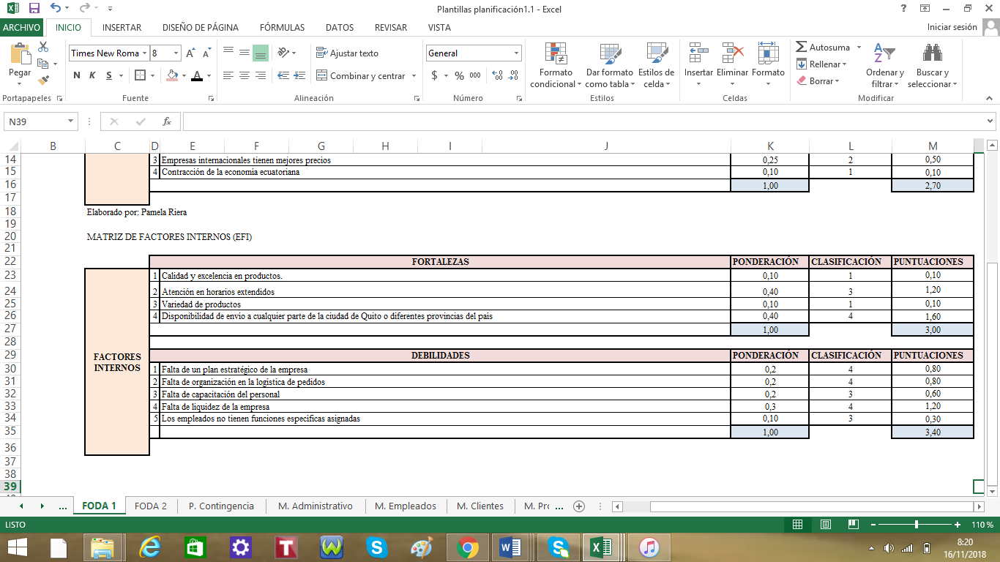 Plantillas planificación1.1 - Excel
ARCHIVO INICIO INSERTAR DISEÑO DE PÁGINA FÓRMULAS DATOS REVISAR VISTA Iniciar sesión
Times New Roma 8 Ajustar texto General Autosuma
Pegar Formato condicional Dar formato como tabla Estilos de celda Insertar Eliminar Formato Rellenar Ordenar y filtrar Buscar y seleccionar
N K S A Combinar y centrar $ % 000 Borrar
Portapapeles Fuente Alineación Número Estilos Celdas Modificar
N39 fx
B C D E F G H I J K L M
14 3 Empresas internacionales tienen mejores precios 0,25 2 0,50
15 4 Contracción de la economía ecuatoriana 0,10 1 0,10
16 1,00 2,70
17
18 Elaborado por: Pamela Riera
19
20 MATRIZ DE FACTORES INTERNOS (EFI)
21
22 FORTALEZAS PONDERACIÓN CLASIFICACIÓN PUNTUACIONES
23 1 Calidad y excelencia en productos. 0,10 1 0,10
24 2 Atención en horarios extendidos 0,40 3 1,20
25 3 Variedad de productos 0,10 1 0,10
26 4 Disponibilidad de envio a cualquier parte de la ciudad de Quito o diferentes provincias del pais 0,40 4 1,60
27 1,00 3,00
28
29 FACTORES INTERNOS DEBILIDADES PONDERACIÓN CLASIFICACIÓN PUNTUACIONES
30 1 Falta de un plan estratégico de la empresa 0,2 4 0,80
31 2 Falta de organización en la logistica de pedidos 0,2 4 0,80
32 3 Falta de capacitación del personal 0,2 3 0,60
33 4 Falta de liquidez de la empresa 0,3 4 1,20
34 5 Los empleados no tienen funciones especificas asignadas 0,10 3 0,30
35 1,00 3,40
36
37
38
39
... FODA 1 FODA 2 P. Contingencia M. Administrativo M. Empleados M. Clientes M. Prc ...
LISTO 110 %
8:20
16/11/2018